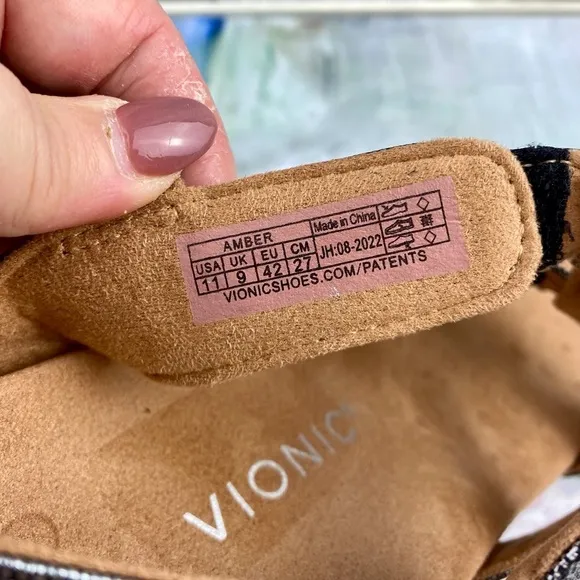 AMBER
USA UK EU CM
11 9 42 27
Made in China
JH:08-2022
VIONICSHOES.COM/PATENTS
VIONIC